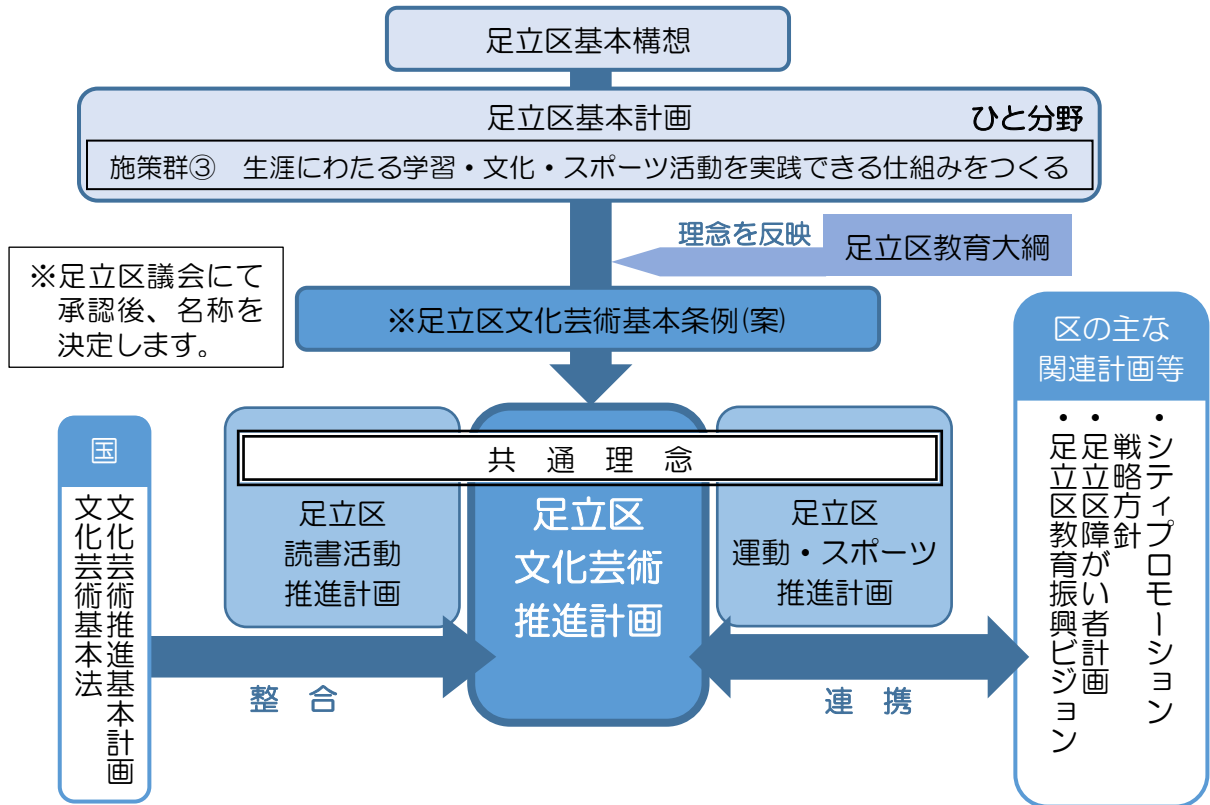 足立区基本構想
足立区基本計画
ひと分野
施策群③　生涯にわたる学習・文化・スポーツ活動を実践できる仕組みをつくる
理念を反映
足立区教育大綱
※足立区議会にて
承認後、名称を
決定します。
※足立区文化芸術基本条例(案)
区の主な
関連計画等
・シティプロモーション
戦略方針
・足立区障がい者計画
・足立区教育振興ビジョン
国
文化芸術推進基本計画
文化芸術基本法
共　通　理　念
足立区
読書活動
推進計画
足立区
文化芸術
推進計画
足立区
運動・スポーツ
推進計画
整　合
連　携